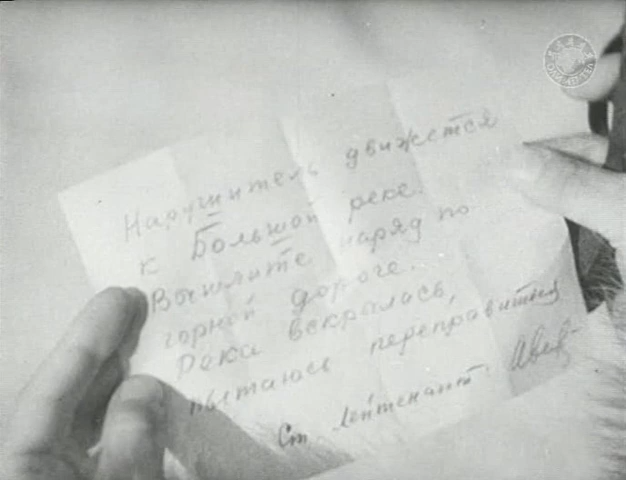 Нарушитель движется
к Большой реке.
Вышлите наряд по
горной дороге.
Река вскрылась,
пытаюсь переправиться
Ст. лейтенант